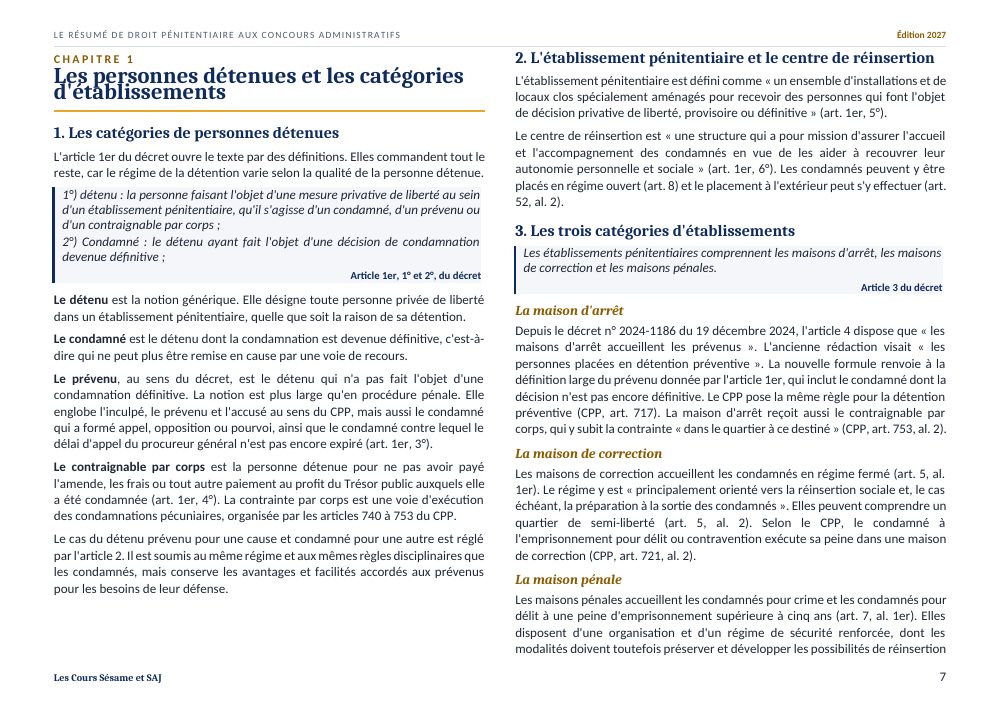 LE RÉSUMÉ DE DROIT PÉNITENTIAIRE AUX CONCOURS ADMINISTRATIFS
Édition 2027
CHAPITRE 1
Les personnes détenues et les catégories
d'établissements
1. Les catégories de personnes détenues
L'article 1er du décret ouvre le texte par des définitions. Elles commandent tout le
reste, car le régime de la détention varie selon la qualité de la personne détenue.
1°) détenu : la personne faisant l'objet d'une mesure privative de liberté au sein
d'un établissement pénitentiaire, qu'il s'agisse d'un condamné, d'un prévenu ou
d'un contraignable par corps ;
2°) Condamné : le détenu ayant fait l'objet d'une décision de condamnation
devenue définitive ;
Article 1er, 1° et 2°, du décret
Le détenu est la notion générique. Elle désigne toute personne privée de liberté
dans un établissement pénitentiaire, quelle que soit la raison de sa détention.
Le condamné est le détenu dont la condamnation est devenue définitive, c'est-à-
dire qui ne peut plus être remise en cause par une voie de recours.
Le prévenu, au sens du décret, est le détenu qui n'a pas fait l'objet d'une
condamnation définitive. La notion est plus large qu'en procédure pénale. Elle
englobe l'inculpé, le prévenu et l'accusé au sens du CPP, mais aussi le condamné
qui a formé appel, opposition ou pourvoi, ainsi que le condamné contre lequel le
délai d'appel du procureur général n'est pas encore expiré (art. 1er, 3°).
Le contraignable par corps est la personne détenue pour ne pas avoir payé
l'amende, les frais ou tout autre paiement au profit du Trésor public auxquels elle
a été condamnée (art. 1er, 4°). La contrainte par corps est une voie d'exécution
des condamnations pécuniaires, organisée par les articles 740 à 753 du CPP.
Le cas du détenu prévenu pour une cause et condamné pour une autre est réglé
par l'article 2. Il est soumis au même régime et aux mêmes règles disciplinaires que
les condamnés, mais conserve les avantages et facilités accordés aux prévenus
pour les besoins de leur défense.
2. L'établissement pénitentiaire et le centre de réinsertion
L'établissement pénitentiaire est défini comme « un ensemble d'installations et de
locaux clos spécialement aménagés pour recevoir des personnes qui font l'objet
de décision privative de liberté, provisoire ou définitive » (art. 1er, 5°).
Le centre de réinsertion est « une structure qui a pour mission d'assurer l'accueil
et l'accompagnement des condamnés en vue de les aider à recouvrer leur
autonomie personnelle et sociale » (art. 1er, 6°). Les condamnés peuvent y être
placés en régime ouvert (art. 8) et le placement à l'extérieur peut s'y effectuer (art.
52, al. 2).
3. Les trois catégories d'établissements
Les établissements pénitentiaires comprennent les maisons d'arrêt, les maisons
de correction et les maisons pénales.
Article 3 du décret
La maison d'arrêt
Depuis le décret n° 2024-1186 du 19 décembre 2024, l'article 4 dispose que « les
maisons d'arrêt accueillent les prévenus ». L'ancienne rédaction visait « les
personnes placées en détention préventive ». La nouvelle formule renvoie à la
définition large du prévenu donnée par l'article 1er, qui inclut le condamné dont la
décision n'est pas encore définitive. Le CPP pose la même règle pour la détention
préventive (CPP, art. 717). La maison d'arrêt reçoit aussi le contraignable par
corps, qui y subit la contrainte « dans le quartier à ce destiné » (CPP, art. 753, al. 2).
La maison de correction
Les maisons de correction accueillent les condamnés en régime fermé (art. 5, al.
1er). Le régime y est « principalement orienté vers la réinsertion sociale et, le cas
échéant, la préparation à la sortie des condamnés ». Elles peuvent comprendre un
quartier de semi-liberté (art. 5, al. 2). Selon le CPP, le condamné à
l'emprisonnement pour délit ou contravention exécute sa peine dans une maison
de correction (CPP, art. 721, al. 2).
La maison pénale
Les maisons pénales accueillent les condamnés pour crime et les condamnés pour
délit à une peine d'emprisonnement supérieure à cinq ans (art. 7, al. 1er). Elles
disposent d'une organisation et d'un régime de sécurité renforcée, dont les
modalités doivent toutefois préserver et développer les possibilités de réinsertion
Les Cours Sésame et SAJ
7